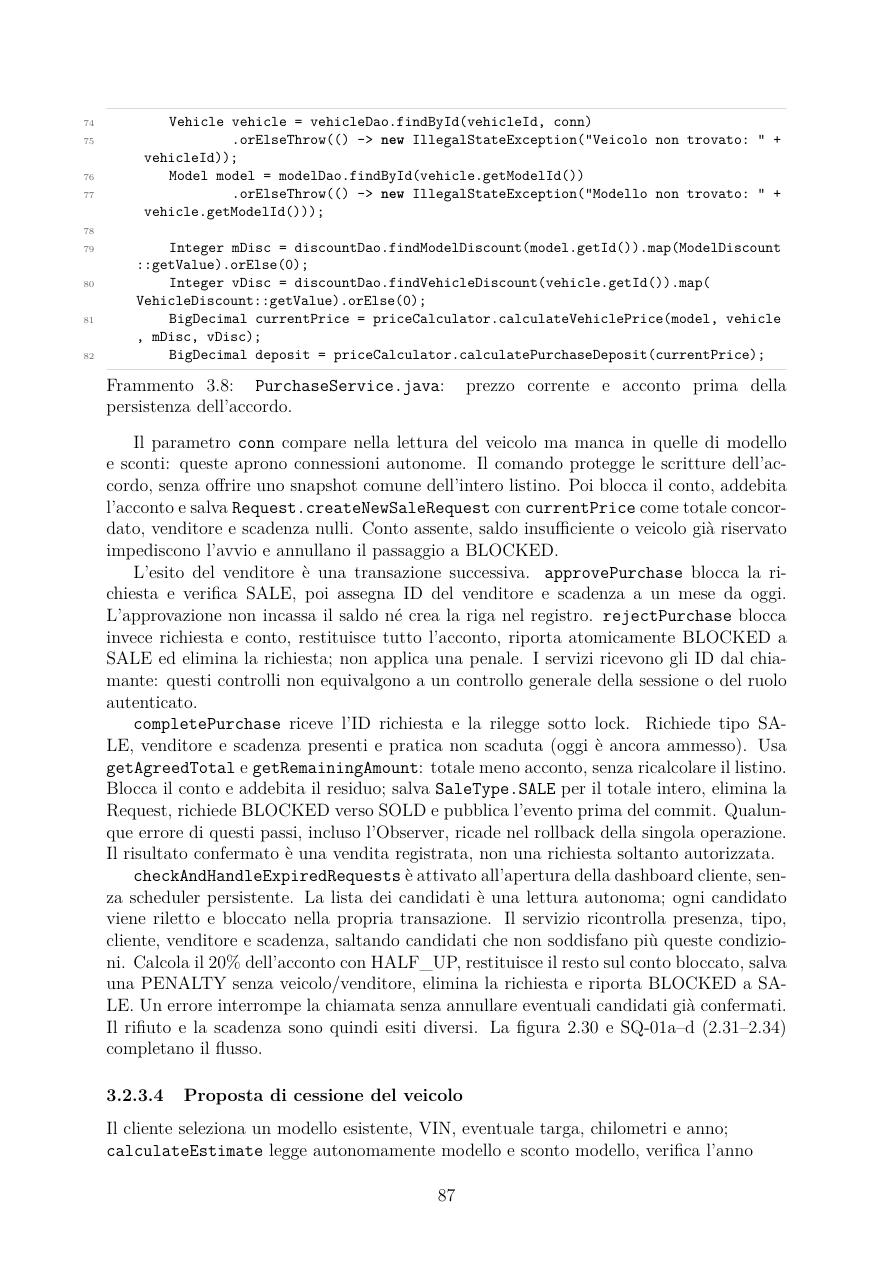 74 Vehicle vehicle = vehicleDao.findById(vehicleId, conn)
75 .orElseThrow(() -> new IllegalStateException("Veicolo non trovato: " +
vehicleId));
76 Model model = modelDao.findById(vehicle.getModelId())
77 .orElseThrow(() -> new IllegalStateException("Modello non trovato: " +
vehicle.getModelId()));
78
79 Integer mDisc = discountDao.findModelDiscount(model.getId()).map(ModelDiscount
::getValue).orElse(0);
80 Integer vDisc = discountDao.findVehicleDiscount(vehicle.getId()).map(
VehicleDiscount::getValue).orElse(0);
81 BigDecimal currentPrice = priceCalculator.calculateVehiclePrice(model, vehicle
, mDisc, vDisc);
82 BigDecimal deposit = priceCalculator.calculatePurchaseDeposit(currentPrice);
Frammento 3.8: PurchaseService.java: prezzo corrente e acconto prima della
persistenza dell'accordo.
Il parametro conn compare nella lettura del veicolo ma manca in quelle di modello
e sconti: queste aprono connessioni autonome. Il comando protegge le scritture dell'ac-
cordo, senza offrire uno snapshot comune dell'intero listino. Poi blocca il conto, addebita
l'acconto e salva Request.createNewSaleRequest con currentPrice come totale concor-
dato, venditore e scadenza nulli. Conto assente, saldo insufficiente o veicolo già riservato
impediscono l'avvio e annullano il passaggio a BLOCKED.
L'esito del venditore è una transazione successiva. approvePurchase blocca la ri-
chiesta e verifica SALE, poi assegna ID del venditore e scadenza a un mese da oggi.
L'approvazione non incassa il saldo né crea la riga nel registro. rejectPurchase blocca
invece richiesta e conto, restituisce tutto l'acconto, riporta atomicamente BLOCKED a
SALE ed elimina la richiesta; non applica una penale. I servizi ricevono gli ID dal chia-
mante: questi controlli non equivalgono a un controllo generale della sessione o del ruolo
autenticato.
completePurchase riceve l'ID richiesta e la rilegge sotto lock. Richiede tipo SA-
LE, venditore e scadenza presenti e pratica non scaduta (oggi è ancora ammesso). Usa
getAgreedTotal e getRemainingAmount: totale meno acconto, senza ricalcolare il listino.
Blocca il conto e addebita il residuo; salva SaleType.SALE per il totale intero, elimina la
Request, richiede BLOCKED verso SOLD e pubblica l'evento prima del commit. Qualun-
que errore di questi passi, incluso l'Observer, ricade nel rollback della singola operazione.
Il risultato confermato è una vendita registrata, non una richiesta soltanto autorizzata.
checkAndHandleExpiredRequests è attivato all'apertura della dashboard cliente, sen-
za scheduler persistente. La lista dei candidati è una lettura autonoma; ogni candidato
viene riletto e bloccato nella propria transazione. Il servizio ricontrolla presenza, tipo,
cliente, venditore e scadenza, saltando candidati che non soddisfano più queste condizio-
ni. Calcola il 20% dell'acconto con HALF_UP, restituisce il resto sul conto bloccato, salva
una PENALTY senza veicolo/venditore, elimina la richiesta e riporta BLOCKED a SA-
LE. Un errore interrompe la chiamata senza annullare eventuali candidati già confermati.
Il rifiuto e la scadenza sono quindi esiti diversi. La figura 2.30 e SQ-01a–d (2.31–2.34)
completano il flusso.
3.2.3.4 Proposta di cessione del veicolo
Il cliente seleziona un modello esistente, VIN, eventuale targa, chilometri e anno;
calculateEstimate legge autonomamente modello e sconto modello, verifica l'anno
87